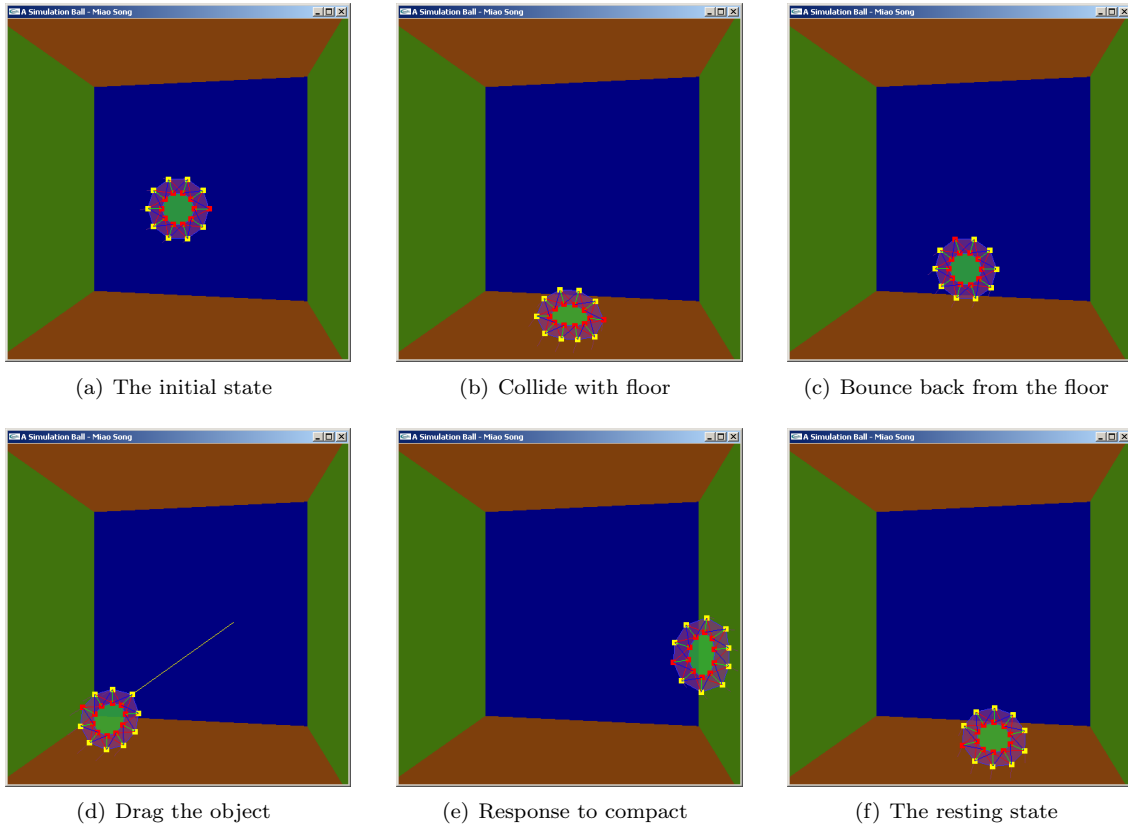 A Simulation Ball - Miao Song
A Simulation Ball - Miao Song
A Simulation Ball - Miao Song
(a) The initial state
(b) Collide with floor
(c) Bounce back from the floor
A Simulation Ball - Miao Song
A Simulation Ball - Miao Song
A Simulation Ball - Miao Song
(d) Drag the object
(e) Response to compact
(f) The resting state